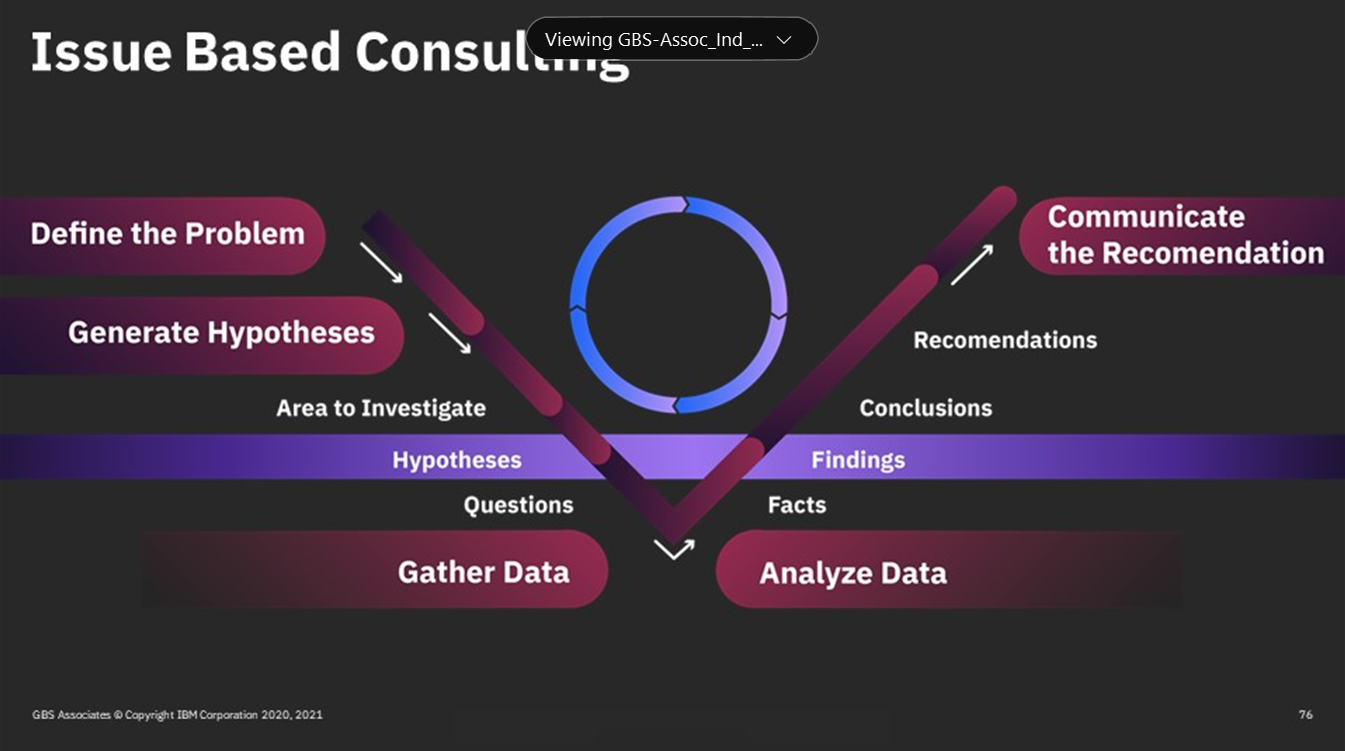 Issue Based Consulting
Viewing GBS-Assoc_Ind_...
Define the Problem
Communicate
the Recomendation
Generate Hypotheses
Recomendations
Area to Investigate
Conclusions
Hypotheses
Findings
Questions
Facts
Gather Data
Analyze Data
GBS Associates © Copyright IBM Corporation 2020, 2021
76